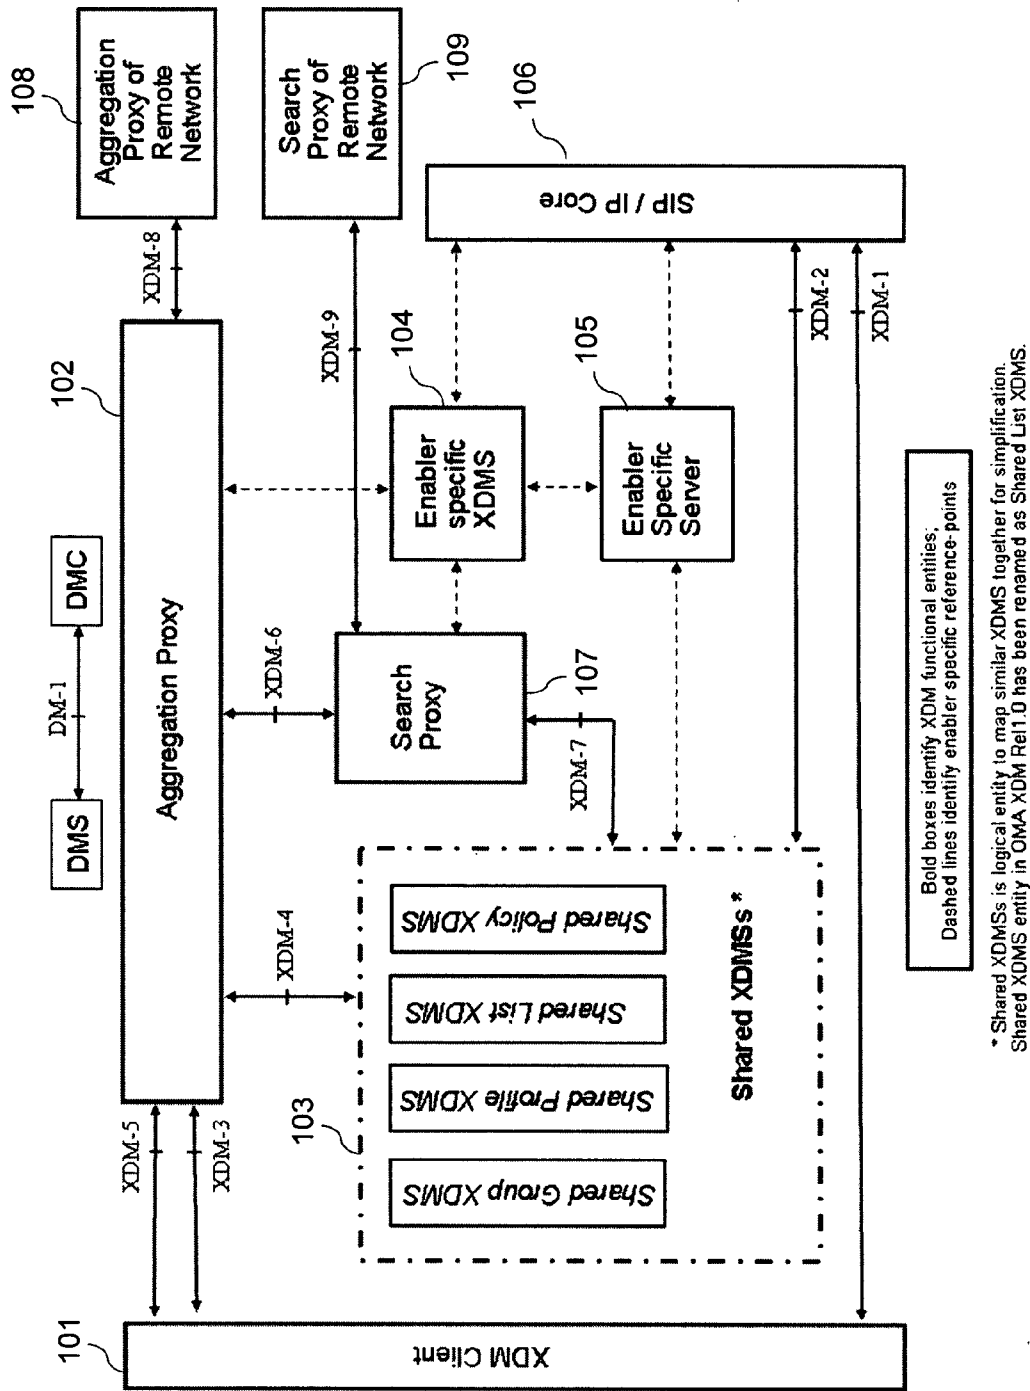 108
Aggregation
Proxy of
Remote
Network
109
Search
Proxy of
Remote
Network
106
SIP / IP Core
XDM-8
XDM-9
XDM-2
XDM-1
102
Aggregation Proxy
DMS
DM-1
DMC
104
Enabler
specific
XDMS
105
Enabler
Specific
Server
XDM-6
Search
Proxy
107
XDM-7
XDM-4
XDM-5
XDM-3
103
Shared Group XDMS
Shared Profile XDMS
Shared List XDMS
Shared Policy XDMS
Shared XDMSs*
101
XDM Client
Bold boxes identify XDM functional entities;
Dashed lines identify enabler specific reference-points
* Shared XDMSs is logical entity to map similar XDMS together for simplification.
Shared XDMS entity in OMA XDM Rel1.0 has been renamed as Shared List XDMS.